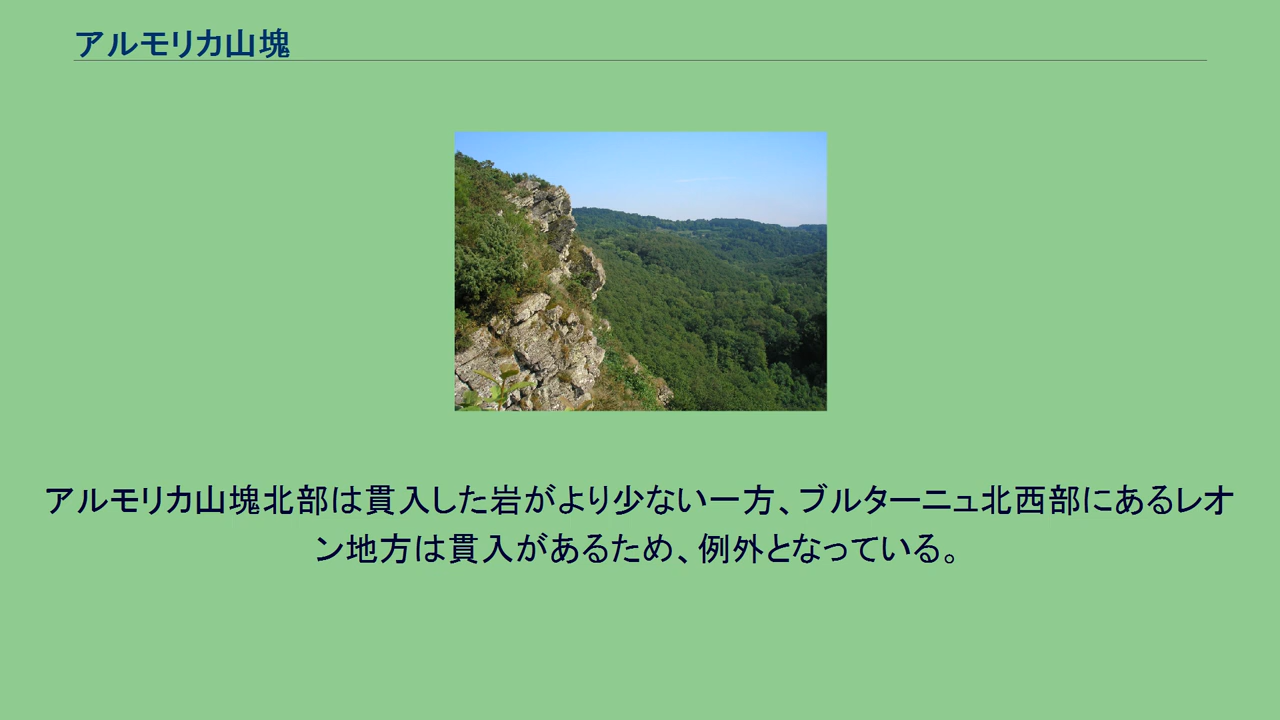 アルモリカ山塊
アルモリカ山塊北部は貫入した岩がより少ない一方、ブルターニュ北西部にあるレオ
ン地方は貫入があるため、例外となっている。